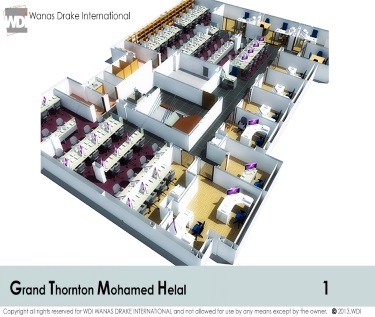 WDI Wanas Drake International
Grand Thornton Mohamed Helal 1
Copyright all rights reserved for WDI WANAS DRAKE INTERNATIONAL and not allowed for use by any means except by the owner. © 2013.WDI